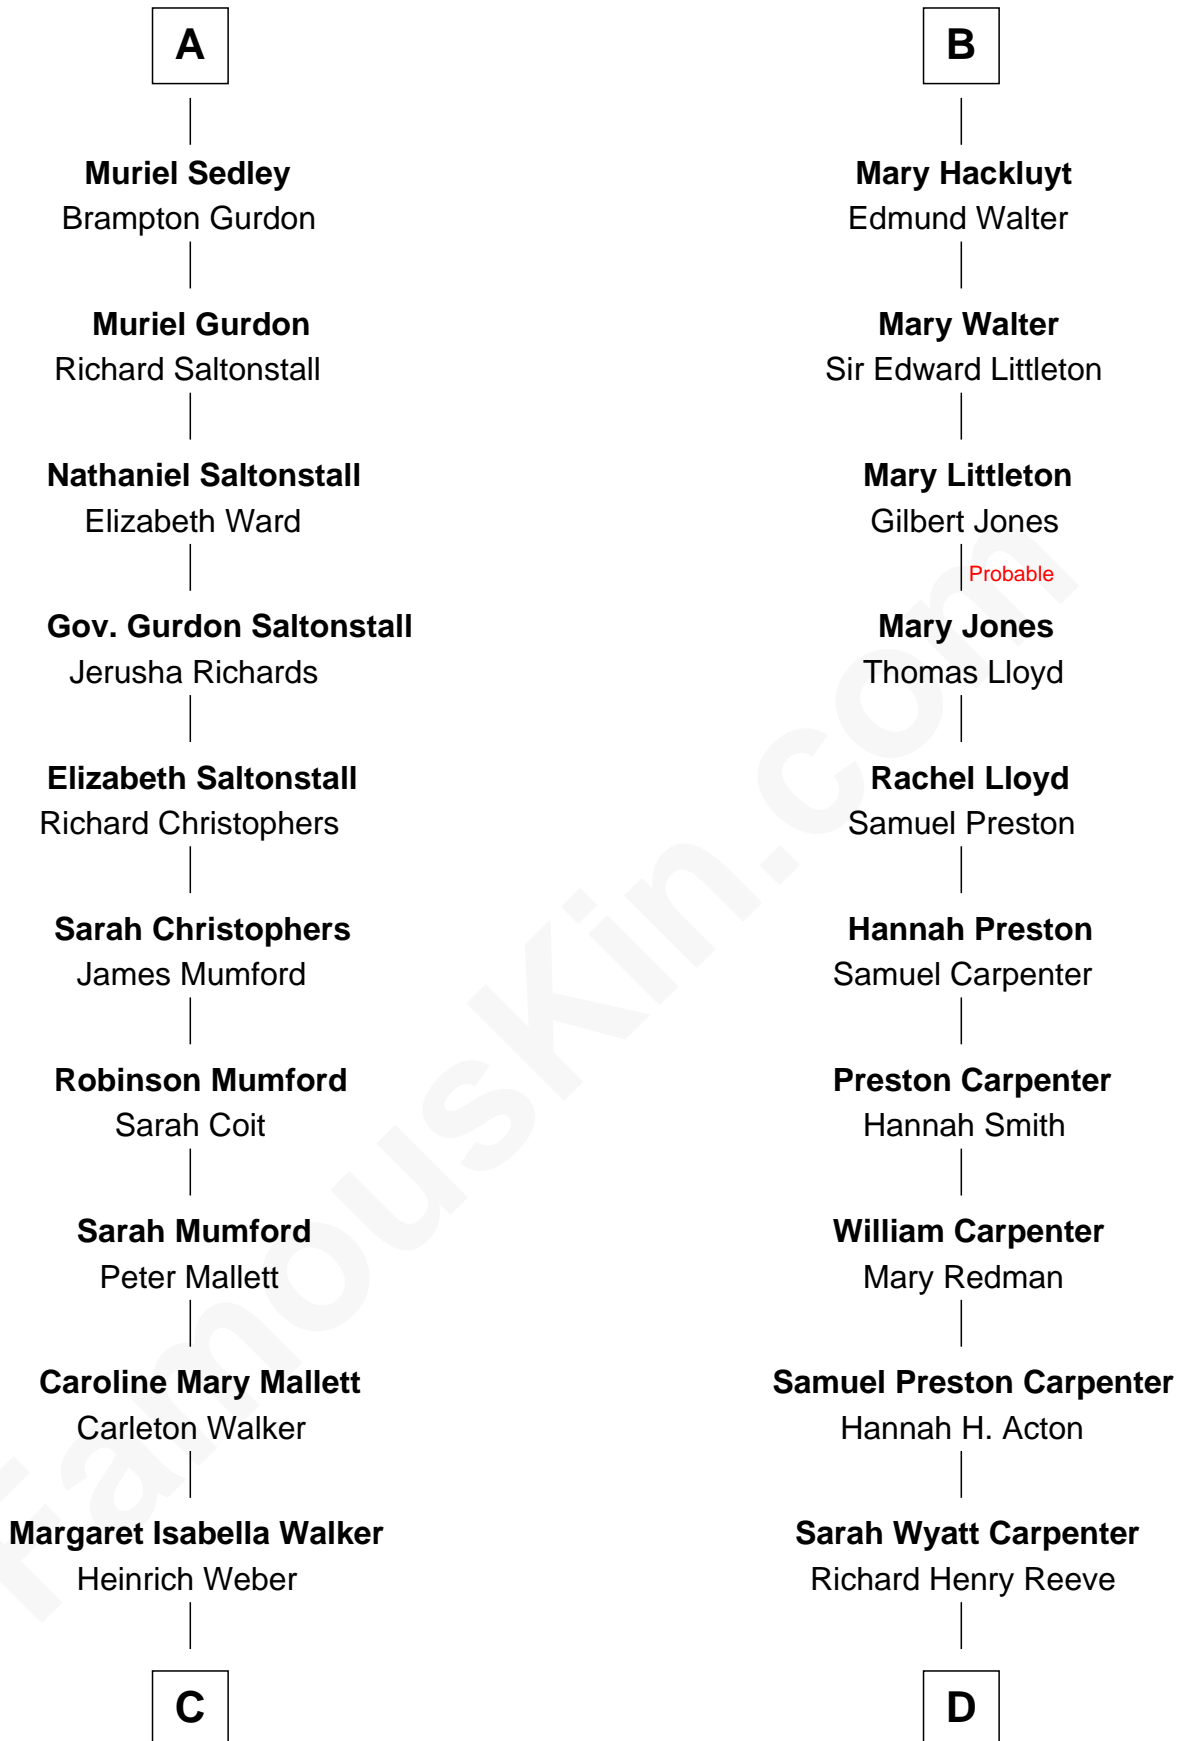 A
Muriel Sedley
Brampton Gurdon
Muriel Gurdon
Richard Saltonstall
Nathaniel Saltonstall
Elizabeth Ward
Gov. Gurdon Saltonstall
Jerusha Richards
Elizabeth Saltonstall
Richard Christophers
Sarah Christophers
James Mumford
Robinson Mumford
Sarah Coit
Sarah Mumford
Peter Mallett
Caroline Mary Mallett
Carleton Walker
Margaret Isabella Walker
Heinrich Weber
C
B
Mary Hackluyt
Edmund Walter
Mary Walter
Sir Edward Littleton
Mary Littleton
Gilbert Jones
Probable
Mary Jones
Thomas Lloyd
Rachel Lloyd
Samuel Preston
Hannah Preston
Samuel Carpenter
Preston Carpenter
Hannah Smith
William Carpenter
Mary Redman
Samuel Preston Carpenter
Hannah H. Acton
Sarah Wyatt Carpenter
Richard Henry Reeve
D
FamousKin.com